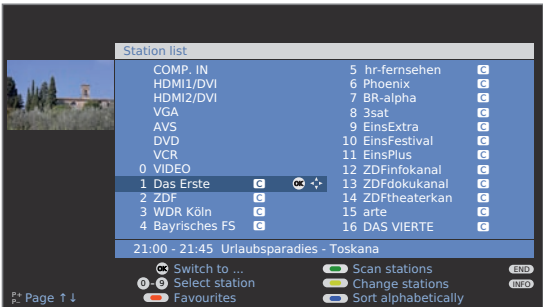 Station list
COMP. IN
HDMI1/DVI
HDMI2/DVI
VGA
AVS
DVD
VCR
0 VIDEO
1 Das Erste C OK
2 ZDF C
3 WDR Köln C
4 Bayrisches FS C
5 hr-fernsehen C
6 Phoenix C
7 BR-alpha C
8 3sat C
9 EinsExtra C
10 EinsFestival C
11 EinsPlus C
12 ZDFinfokanal C
13 ZDFdokukanal C
14 ZDFtheaterkan C
15 arte C
16 DAS VIERTE C
21:00 - 21:45 Urlaubsparadies - Toskana
OK Switch to ...
0-9 Select station
Favourites
Scan stations END
Change stations INFO
Sort alphabetically
P+
P-
Page ↑↓